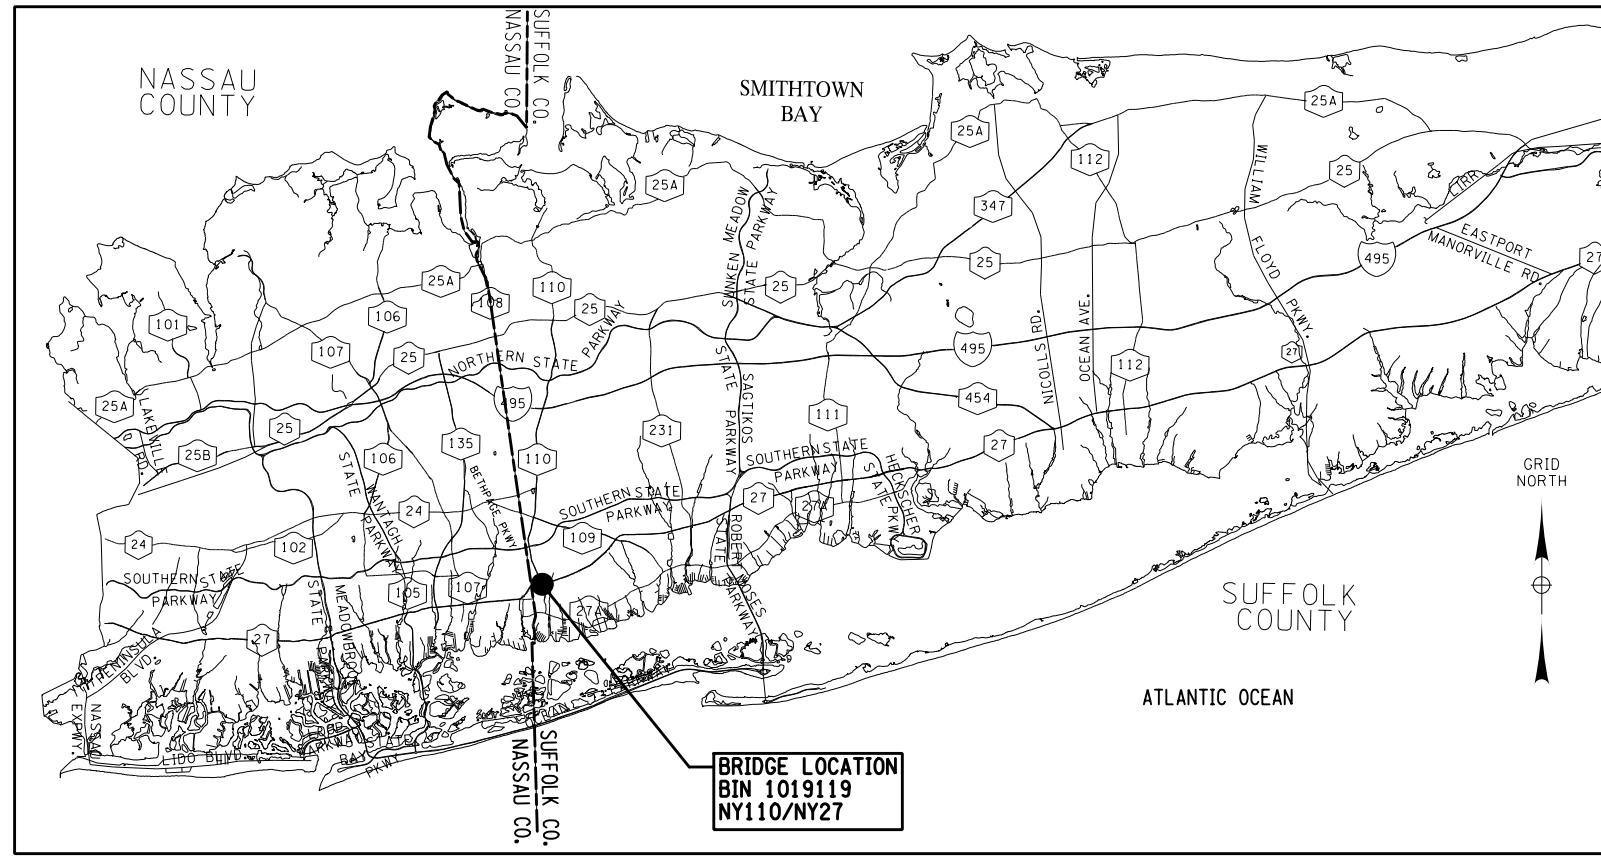 SUFFOLK CO.
NASSAU CO.
NASSAU
COUNTY
SMITHTOWN
BAY
25A
25A
112
25
25A
347
WILLIAM
FLOYD
PKWY.
SUNKEN MEADOW
STATE PARKWAY
EASTPORT
MANORVILLE RD.
495
27
25
25A
110
108
25
25
106
101
107
25
NORTHERN STATE
PARKWAY
495
NICOLLS RD.
OCEAN AVE.
27
112
STATE PARKWAY
SAGTIKOS
495
454
25A
LAKEVILLE
RD.
25
111
25B
106
135
110
231
27
STATE
WANTAGH
PARKWAY
BETHPAGE PKWY
SOUTHERN STATE
PARKWAY
SOUTHERN STATE
PARKWAY
HECKSCHER
STATE PKWY
27
27A
GRID
NORTH
24
24
102
109
ROBERT
STATE
PARKWAY
SOUTHERN STATE
PARKWAY
105
107
27A
STATE
MEADOWBROOK
27
PENINSULA
BLVD.
SUFFOLK
COUNTY
ATLANTIC OCEAN
NASSAU
EXPWY.
LIDO BLVD.
PARKWAY
STATE
BAY
PKWY
SUFFOLK CO.
NASSAU CO.
BRIDGE LOCATION
BIN 1019119
NY110/NY27